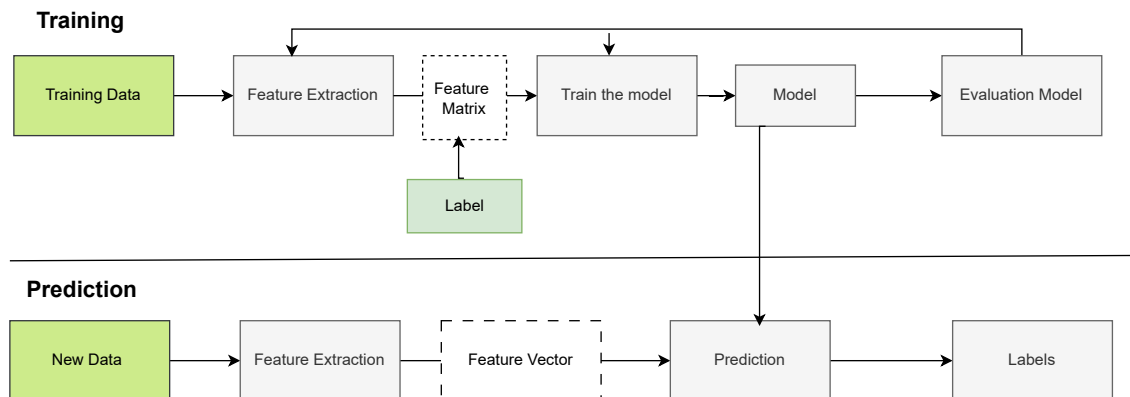 Training
Training Data
Feature Extraction
Feature
Matrix
Train the model
Model
Evaluation Model
Label
Prediction
New Data
Feature Extraction
Feature Vector
Prediction
Labels